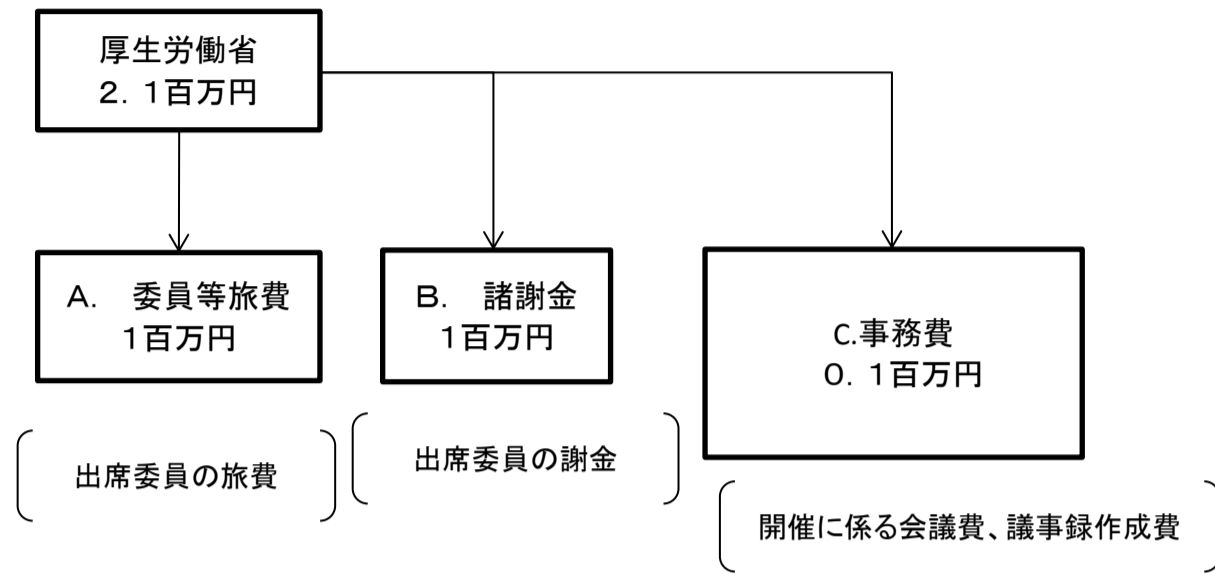 厚生労働省
２．１百万円
A.　委員等旅費
１百万円
B.　諸謝金
１百万円
C.事務費
０．１百万円
出席委員の旅費
出席委員の謝金
開催に係る会議費、議事録作成費